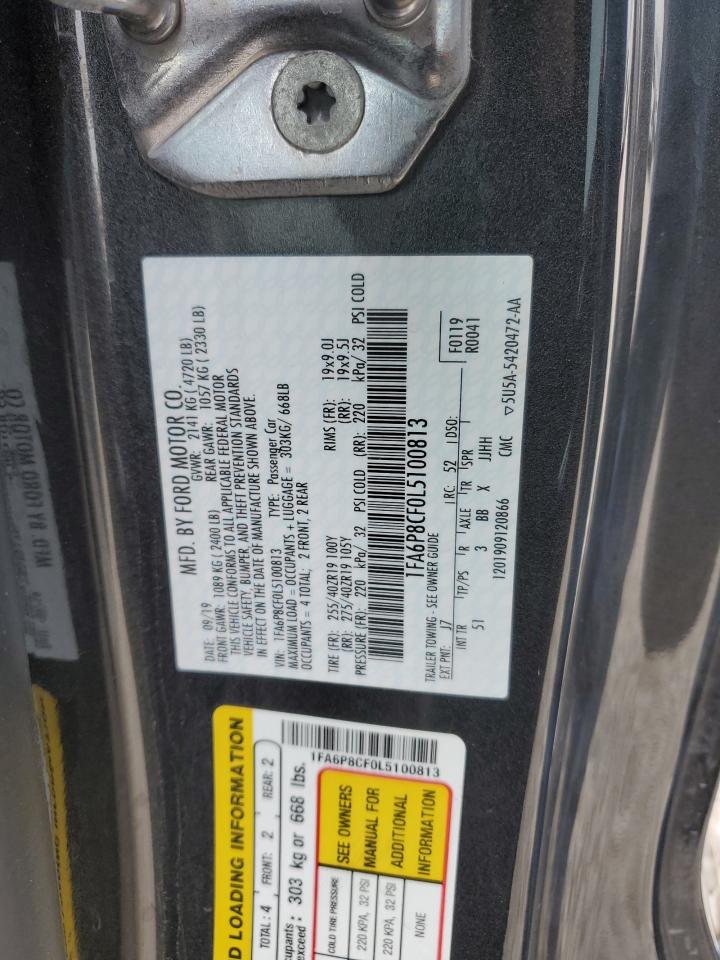 MFD. BY FORD MOTOR CO.
DATE: 09/19 GVWR: 2141 KG ( 4720 LB)
FRONT GAWR: 1089 KG ( 2400 LB) REAR GAWR: 1057 KG ( 2330 LB)
THIS VEHICLE CONFORMS TO ALL APPLICABLE FEDERAL MOTOR
VEHICLE SAFETY, BUMPER, AND THEFT PREVENTION STANDARDS
IN EFFECT ON THE DATE OF MANUFACTURE SHOWN ABOVE.
VIN: 1FA6P8CF0L5100813 TYPE: Passenger Car
MAXIMUM LOAD = OCCUPANTS + LUGGAGE = 303KG/ 668LB
OCCUPANTS = 4 TOTAL; 2 FRONT, 2 REAR
TIRE (FR): 255/40ZR19 100Y RIMS (FR): 19x9.0J
(RR): 275/40ZR19 105Y (RR): 19x9.5J
PRESSURE (FR): 220 kPa/ 32 PSI COLD (RR): 220 kPa/ 32 PSI COLD
1FA6P8CF0L5100813
TRAILER TOWING - SEE OWNER GUIDE
EXT PNT: J7 RC: 52 DSO: F0119
R0041
INT TR TP/PS R AXLE TR SPR
51 3 BB X JJHH
1201909120866 CMC ▽5U5A-5420472-AA
D LOADING INFORMATION
TOTAL: 4 FRONT: 2 REAR: 2
cupants
exceed : 303 kg or 668 lbs.
COLD TIRE PRESSURE
220 KPA, 32 PSI
220 KPA, 32 PSI
NONE
SEE OWNERS
MANUAL FOR
ADDITIONAL
INFORMATION
1FA6P8CF0L5100813